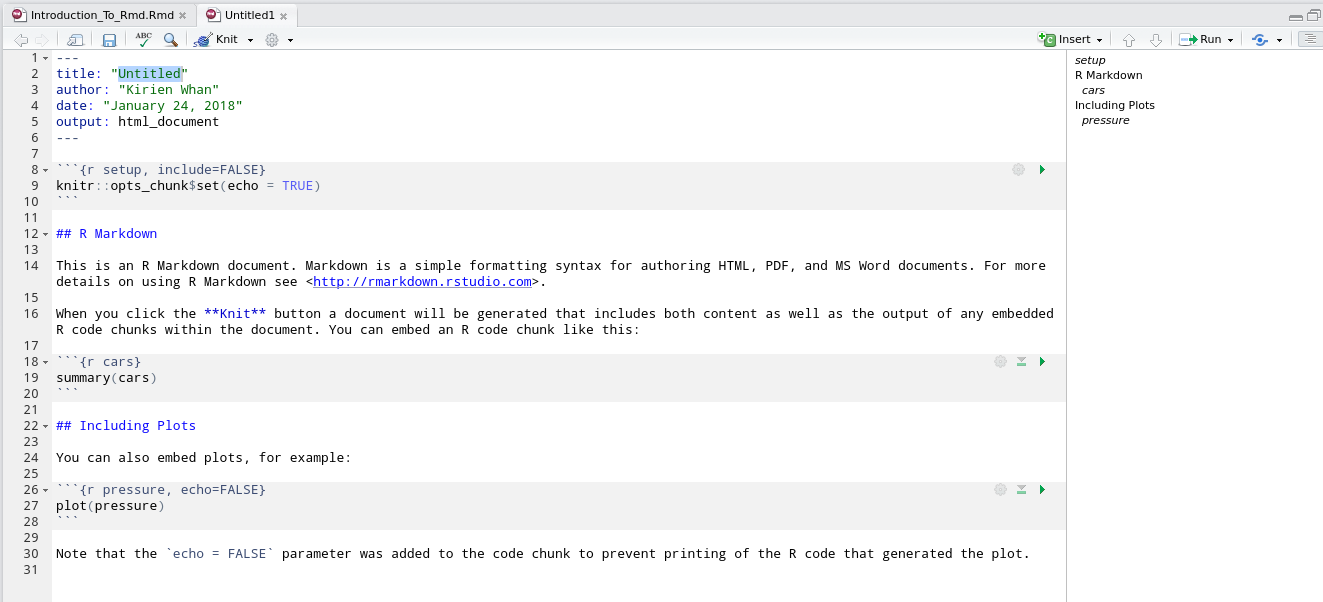 Introduction_To_Rmd.Rmd × Untitled1 ×
ABC Knit Insert Run
1 ---
2 title: "Untitled"
3 author: "Kirien Whan"
4 date: "January 24, 2018"
5 output: html_document
6 ---
7
8 ```{r setup, include=FALSE}
9 knitr::opts_chunk$set(echo = TRUE)
10 ```
11
12 ## R Markdown
13
14 This is an R Markdown document. Markdown is a simple formatting syntax for authoring HTML, PDF, and MS Word documents. For more
details on using R Markdown see <http://rmarkdown.rstudio.com>.
15
16 When you click the **Knit** button a document will be generated that includes both content as well as the output of any embedded
R code chunks within the document. You can embed an R code chunk like this:
17
18 ```{r cars}
19 summary(cars)
20 ```
21
22 ## Including Plots
23
24 You can also embed plots, for example:
25
26 ```{r pressure, echo=FALSE}
27 plot(pressure)
28 ```
29
30 Note that the `echo = FALSE` parameter was added to the code chunk to prevent printing of the R code that generated the plot.
31
setup
R Markdown
cars
Including Plots
pressure